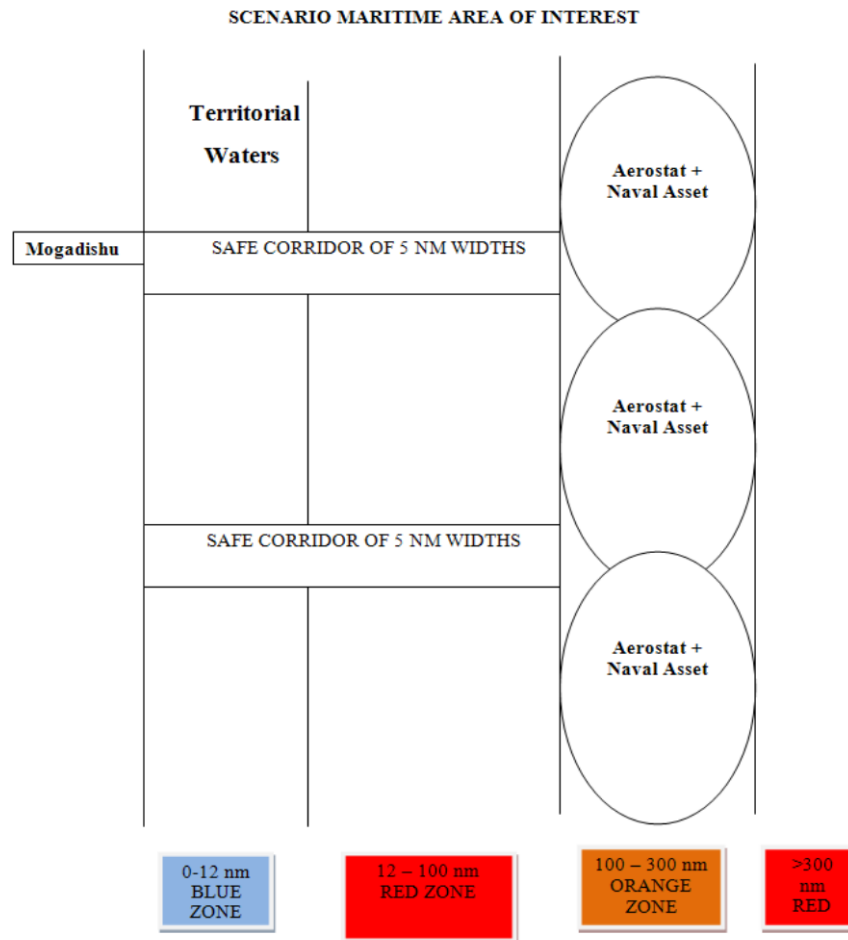 SCENARIO MARITIME AREA OF INTEREST
Territorial
Waters
Aerostat +
Naval Asset
Mogadishu
SAFE CORRIDOR OF 5 NM WIDTHS
Aerostat +
Naval Asset
SAFE CORRIDOR OF 5 NM WIDTHS
Aerostat +
Naval Asset
0-12 nm
BLUE
ZONE
12 – 100 nm
RED ZONE
100 – 300 nm
ORANGE
ZONE
>300
nm
RED